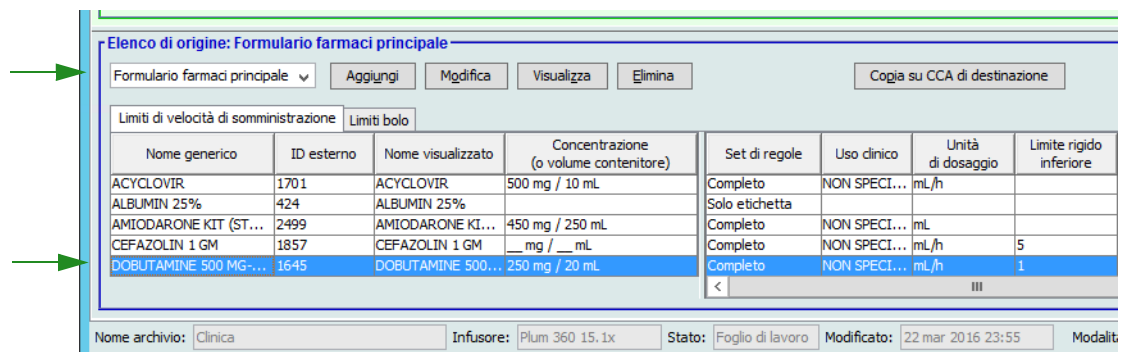 Elenco di origine: Formulario farmaci principale
Formulario farmaci principale Aggiungi Modifica Visualizza Elimina Copia su CCA di destinazione
Limiti di velocità di somministrazione Limiti bolo
Nome generico ID esterno Nome visualizzato Concentrazione (o volume contenitore) Set di regole Uso clinico Unità di dosaggio Limite rigido inferiore
ACYCLOVIR 1701 ACYCLOVIR 500 mg / 10 mL Completo NON SPECI... mL/h
ALBUMIN 25% 424 ALBUMIN 25% Solo etichetta
AMIODARONE KIT (ST... 2499 AMIODARONE KI... 450 mg / 250 mL Completo NON SPECI... mL
CEFAZOLIN 1 GM 1857 CEFAZOLIN 1 GM __ mg / __ mL Completo NON SPECI... mL/h 5
DOBUTAMINE 500 MG-... 1645 DOBUTAMINE 500... 250 mg / 20 mL Completo NON SPECI... mL/h 1
Nome archivio: Clinica Infusore: Plum 360 15.1x Stato: Foglio di lavoro Modificato: 22 mar 2016 23:55 Modalit